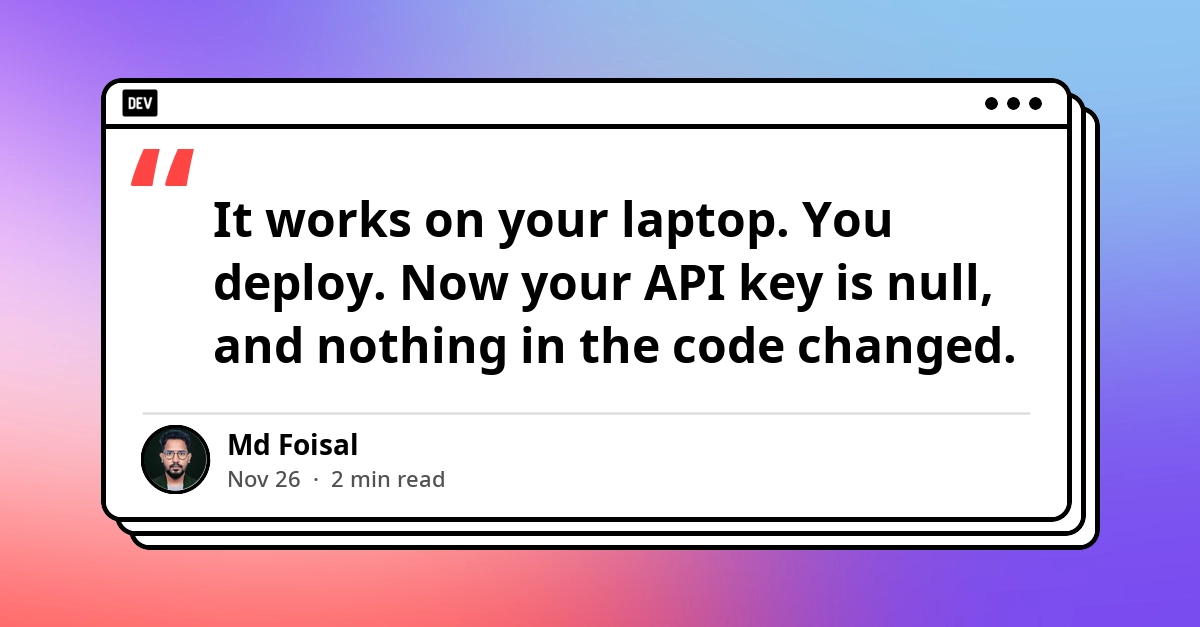 DEV
It works on your laptop. You
deploy. Now your API key is null,
and nothing in the code changed.
Md Foisal
Nov 26 · 2 min read